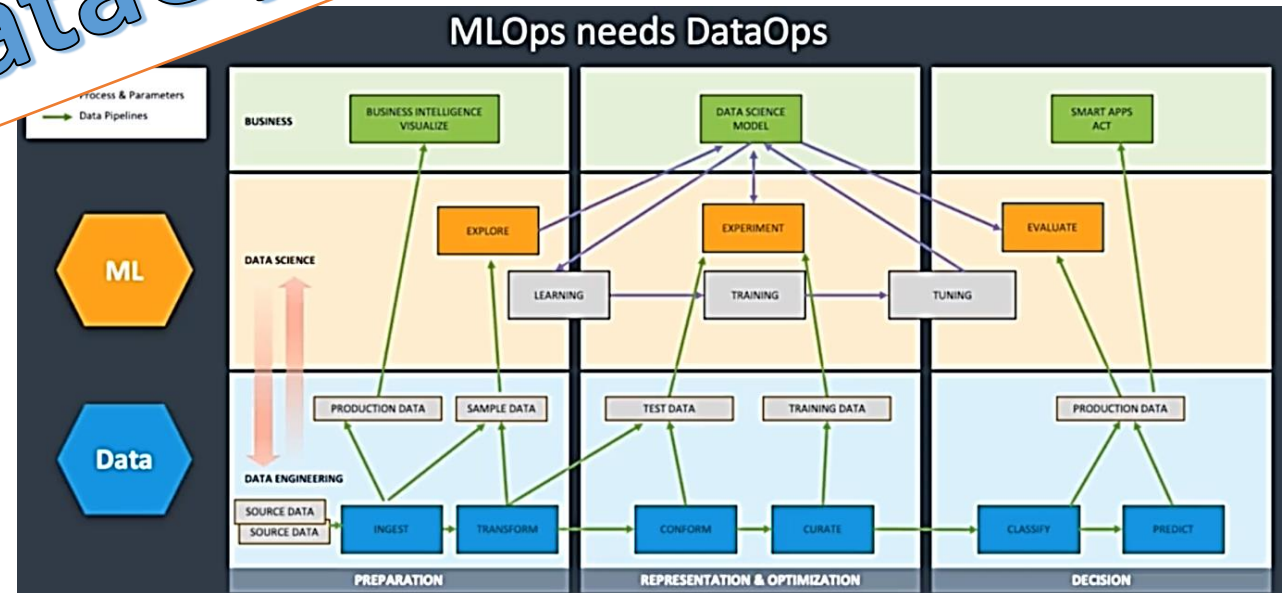 MLOps needs DataOps
Process & Parameters
Data Pipelines
BUSINESS
BUSINESS INTELLIGENCE
VISUALIZE
DATA SCIENCE
MODEL
SMART APPS
ACT
ML
DATA SCIENCE
EXPLORE
EXPERIMENT
EVALUATE
LEARNING
TRAINING
TUNING
Data
PRODUCTION DATA
SAMPLE DATA
TEST DATA
TRAINING DATA
PRODUCTION DATA
DATA ENGINEERING
SOURCE DATA
SOURCE DATA
INGEST
TRANSFORM
CONFORM
CURATE
CLASSIFY
PREDICT
PREPARATION
REPRESENTATION & OPTIMIZATION
DECISION